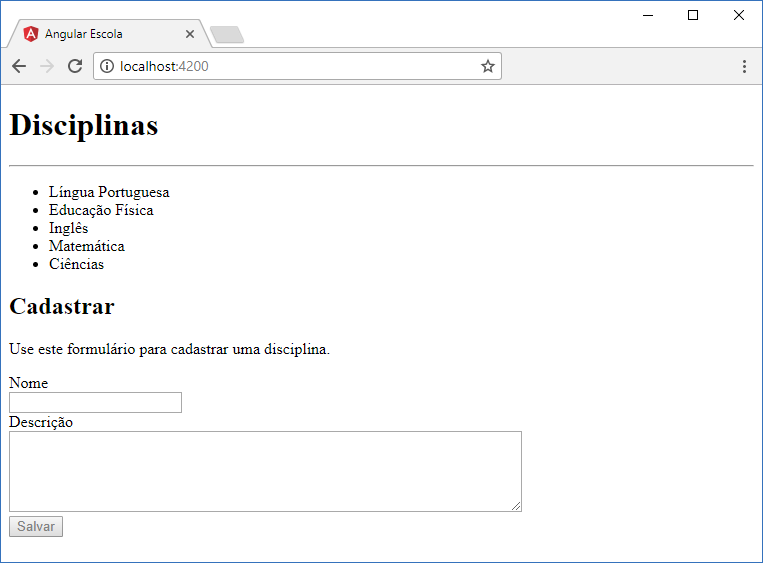 Angular Escola
localhost:4200
Disciplinas
Língua Portuguesa
Educação Física
Inglês
Matemática
Ciências
Cadastrar
Use este formulário para cadastrar uma disciplina.
Nome
Descrição
Salvar